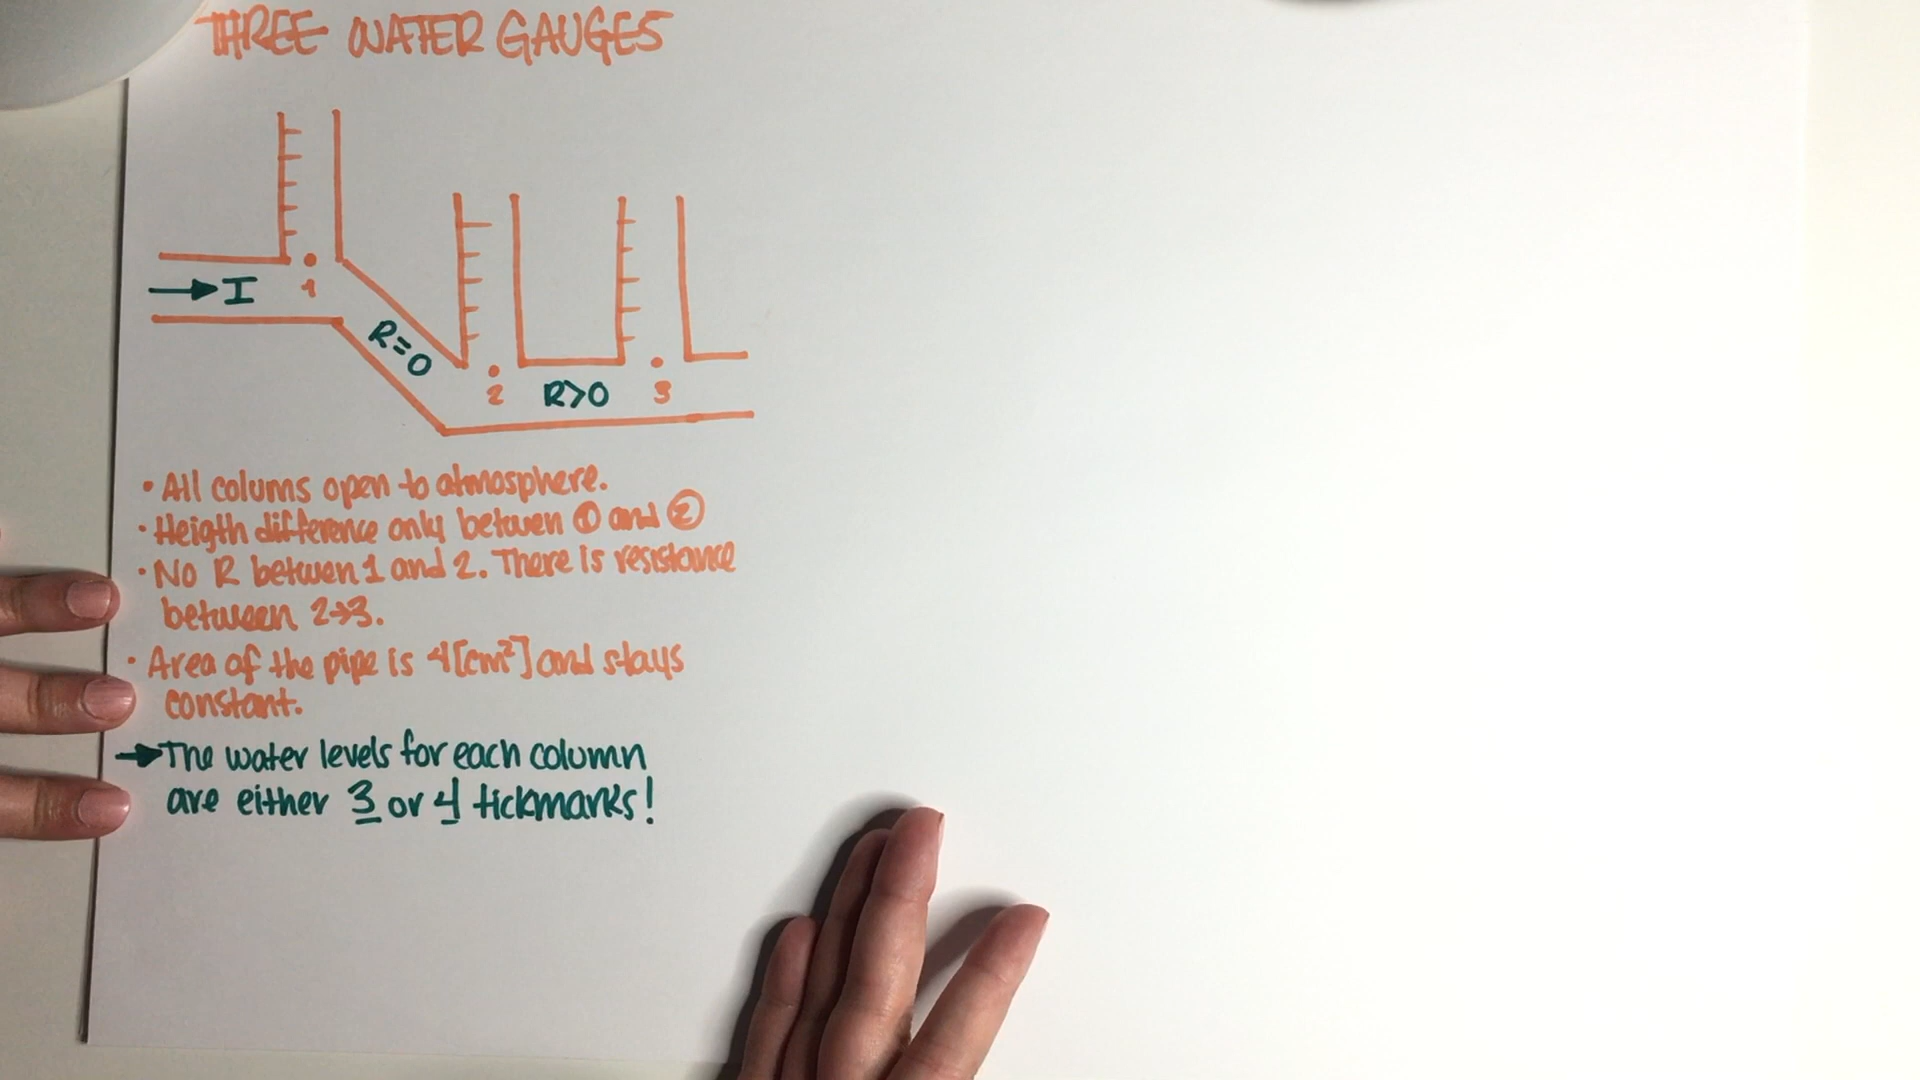 THREE WATER GAUGES
I
1
R=0
2
R>0
3
• All colums open to atmosphere.
• Heigth difference only between ① and ②
• No R between 1 and 2. There is resistance
between 2→3.
• Area of the pipe is 4[cm²] and stays
constant.
→ The water levels for each column
are either 3 or 4 tickmarks!